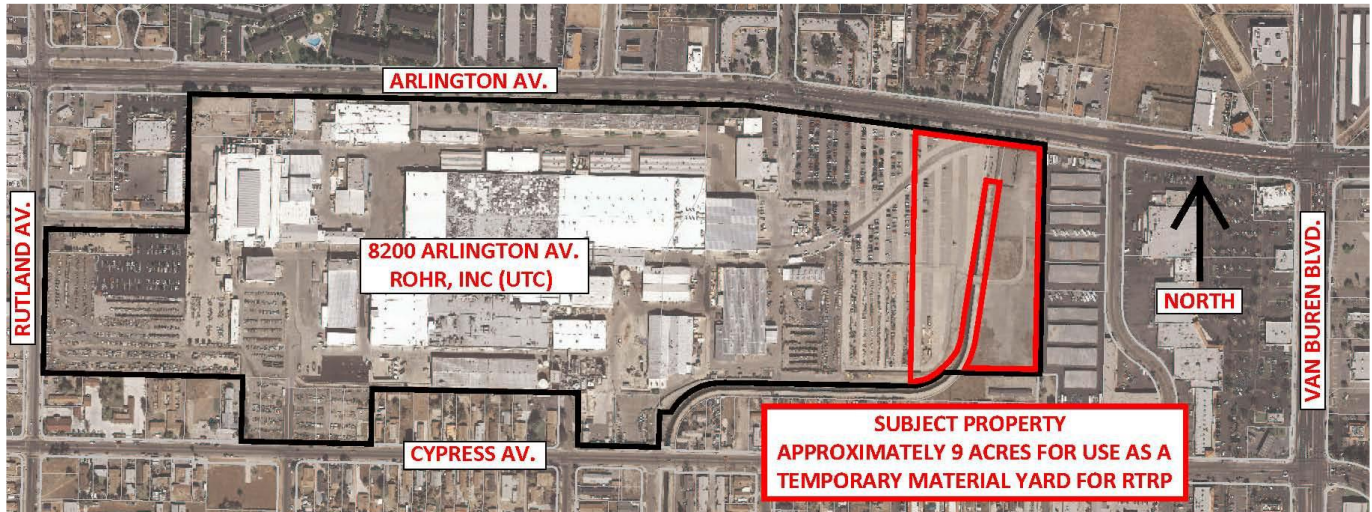 ARLINGTON AV.
8200 ARLINGTON AV.
ROHR, INC (UTC)
RUTLAND AV.
NORTH
VAN BUREN BLVD.
CYPRESS AV.
SUBJECT PROPERTY
APPROXIMATELY 9 ACRES FOR USE AS A
TEMPORARY MATERIAL YARD FOR RTRP